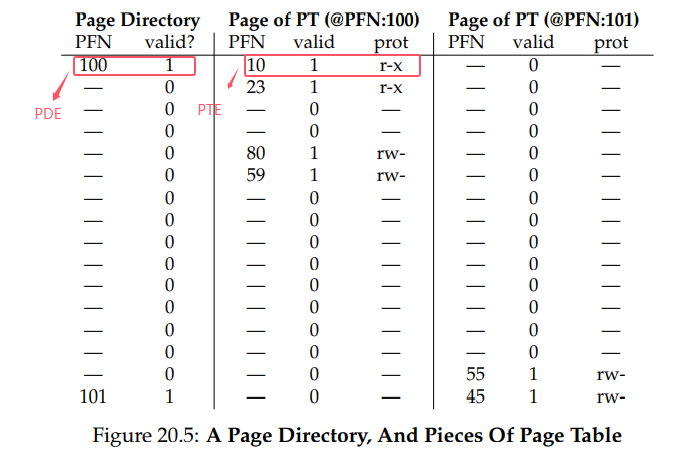 Page Directory Page of PT (@PFN:100) Page of PT (@PFN:101)
PFN valid? PFN valid prot PFN valid prot
100 1 10 1 r-x — 0 —
— 0 23 1 r-x — 0 —
PDE — 0 PTE — 0 — — 0 —
— 0 — 0 — — 0 —
— 0 80 1 rw- — 0 —
— 0 59 1 rw- — 0 —
— 0 — 0 — — 0 —
— 0 — 0 — — 0 —
— 0 — 0 — — 0 —
— 0 — 0 — — 0 —
— 0 — 0 — — 0 —
— 0 — 0 — — 0 —
— 0 — 0 — — 0 —
— 0 — 0 — — 0 —
— 0 — 0 — 55 1 rw-
101 1 — 0 — 45 1 rw-
Figure 20.5: A Page Directory, And Pieces Of Page Table